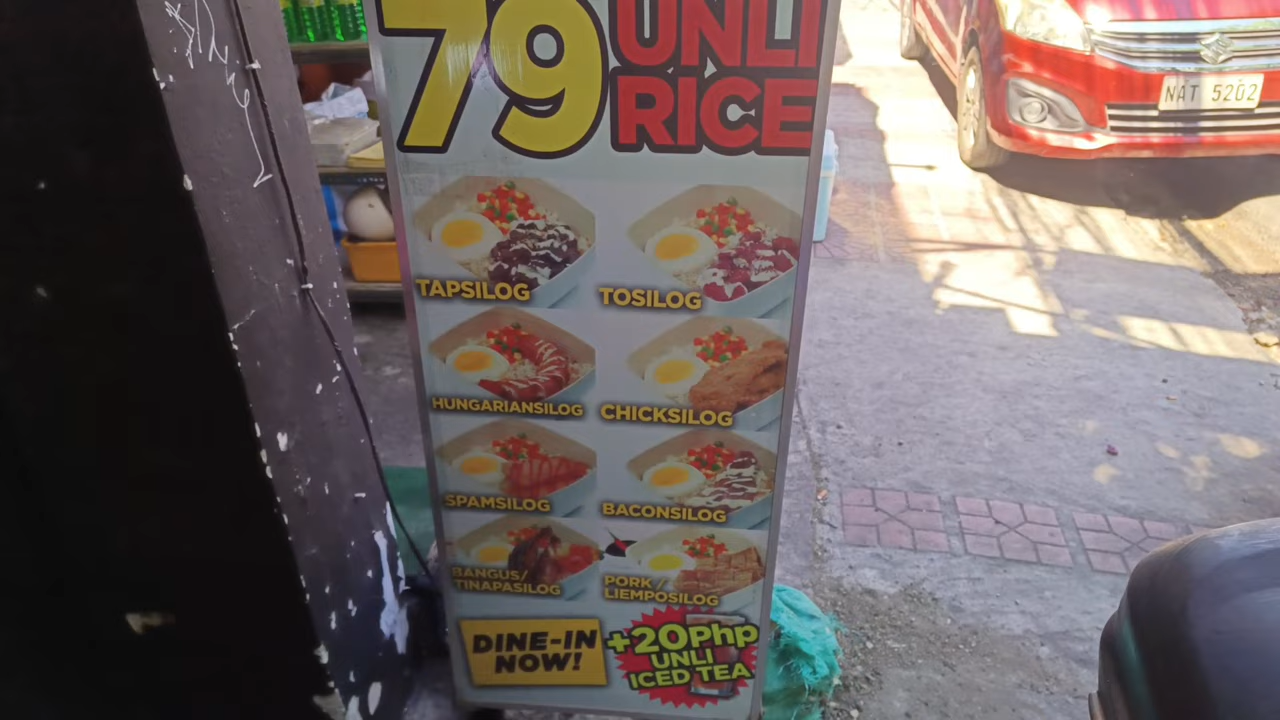 79 UNLI
RICE
TAPSILOG
TOSILOG
HUNGARIANSILOG
CHICKSILOG
SPAMSILOG
BACONSILOG
BANGUS/
TINAPASILOG
PORK /
LIEMPOSILOG
DINE-IN
NOW!
+20Php
UNLI
ICED TEA
NAT 5202